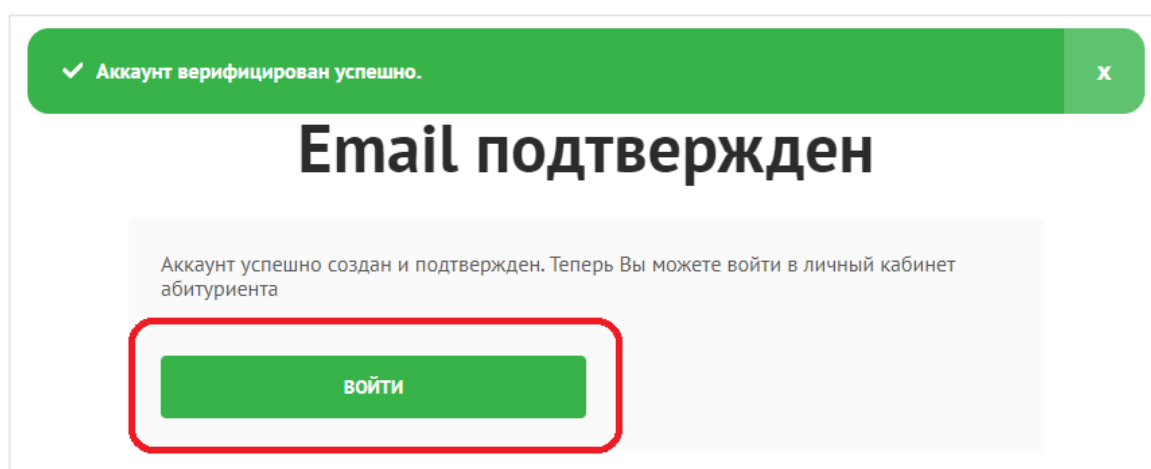 Аккаунт верифицирован успешно.
x
Email подтвержден
Аккаунт успешно создан и подтвержден. Теперь Вы можете войти в личный кабинет
абитуриента
ВОЙТИ